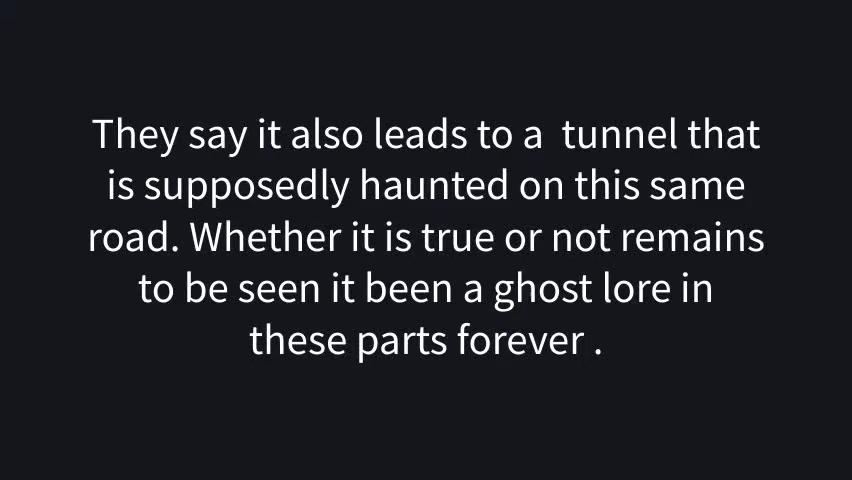 They say it also leads to a  tunnel that
is supposedly haunted on this same
road. Whether it is true or not remains
to be seen it been a ghost lore in
these parts forever .